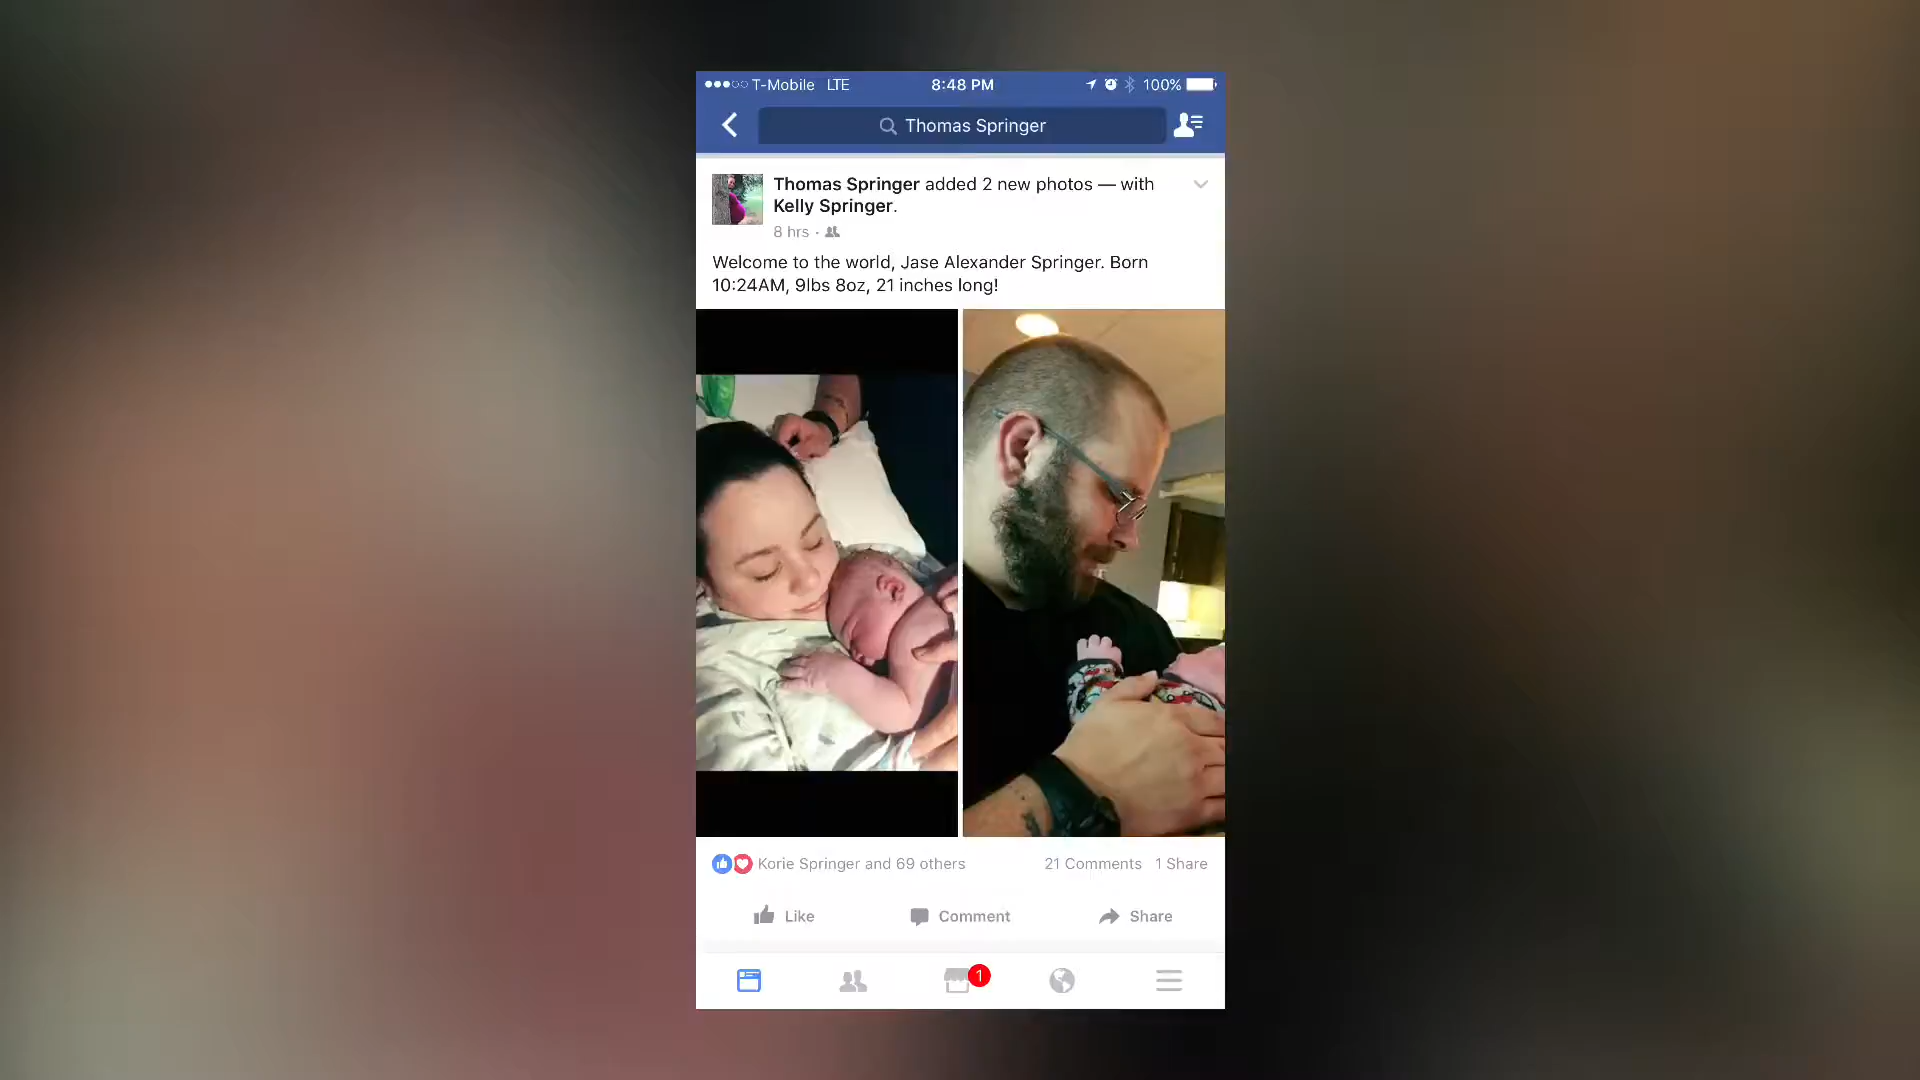 T-Mobile LTE 8:48 PM 100%
Thomas Springer
Thomas Springer added 2 new photos — with
Kelly Springer.
8 hrs ·
Welcome to the world, Jase Alexander Springer. Born
10:24AM, 9lbs 8oz, 21 inches long!
Korie Springer and 69 others 21 Comments 1 Share
Like Comment Share
1